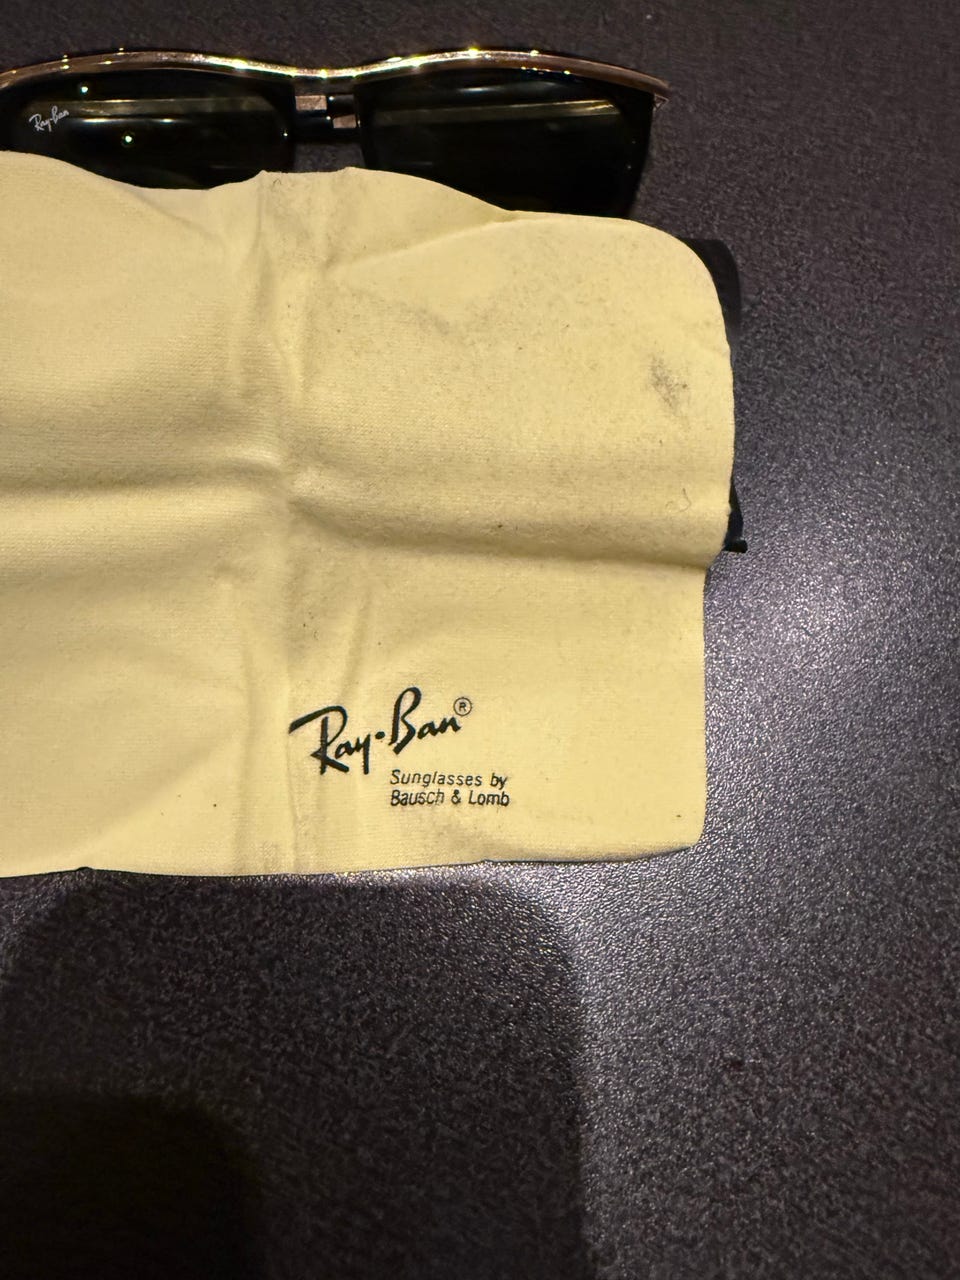 Ray-Ban
Ray-Ban®
Sunglasses by
Bausch & Lomb